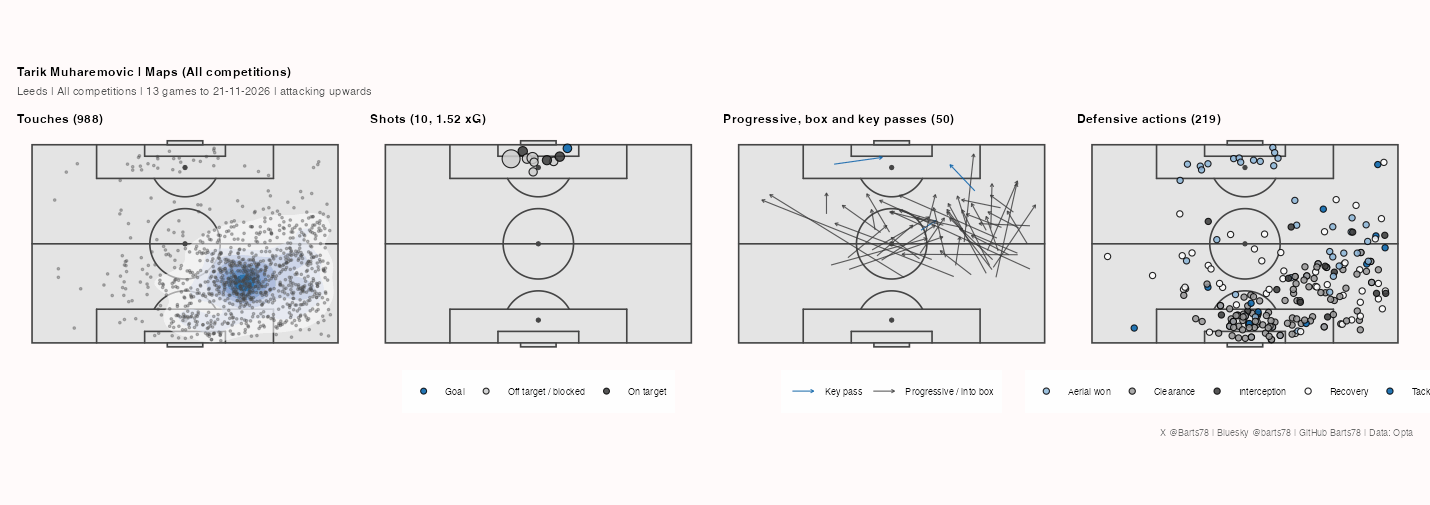 Tarik Muharemovic | Maps (All competitions)
Leeds | All competitions | 13 games to 21-11-2026 | attacking upwards
Touches (988)
Shots (10, 1.52 xG)
Progressive, box and key passes (50)
Defensive actions (219)
Goal
Off target / blocked
On target
Key pass
Progressive / into box
Aerial won
Clearance
Interception
Recovery
Tack
X @Barts78 | Bluesky @barts78 | GitHub Barts78 | Data: Opta